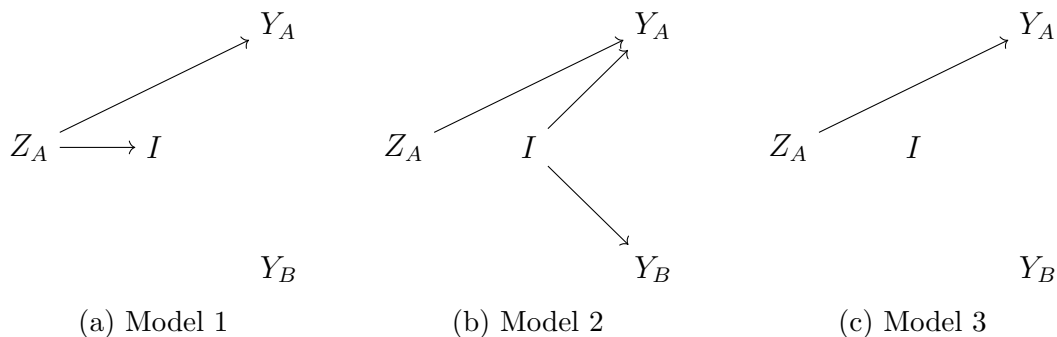 Y_A
Z_A I
Y_B
(a) Model 1
Y_A
Z_A I
Y_B
(b) Model 2
Y_A
Z_A I
Y_B
(c) Model 3